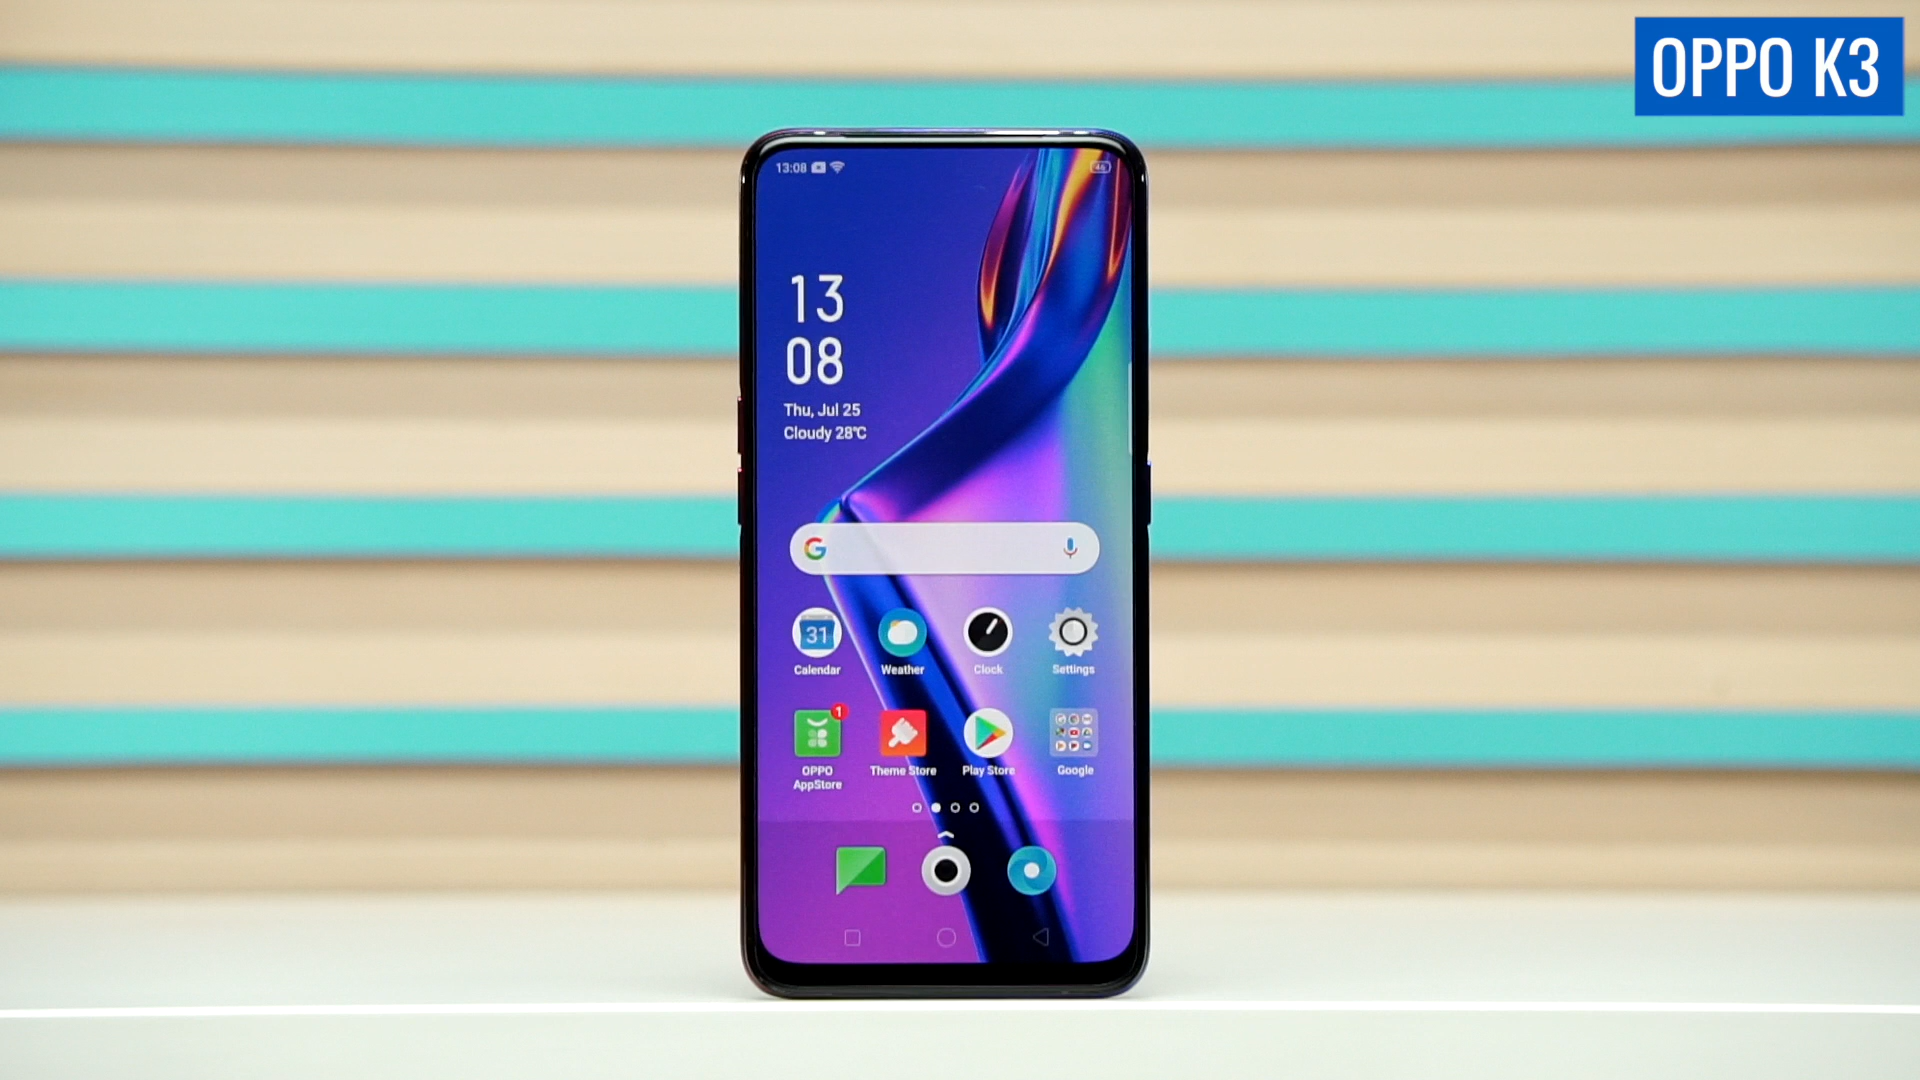 OPPO K3
13:08
46
13
08
Thu, Jul 25
Cloudy 28℃
G
31
Calendar
Weather
Clock
Settings
1
OPPO
AppStore
Theme Store
Play Store
Google